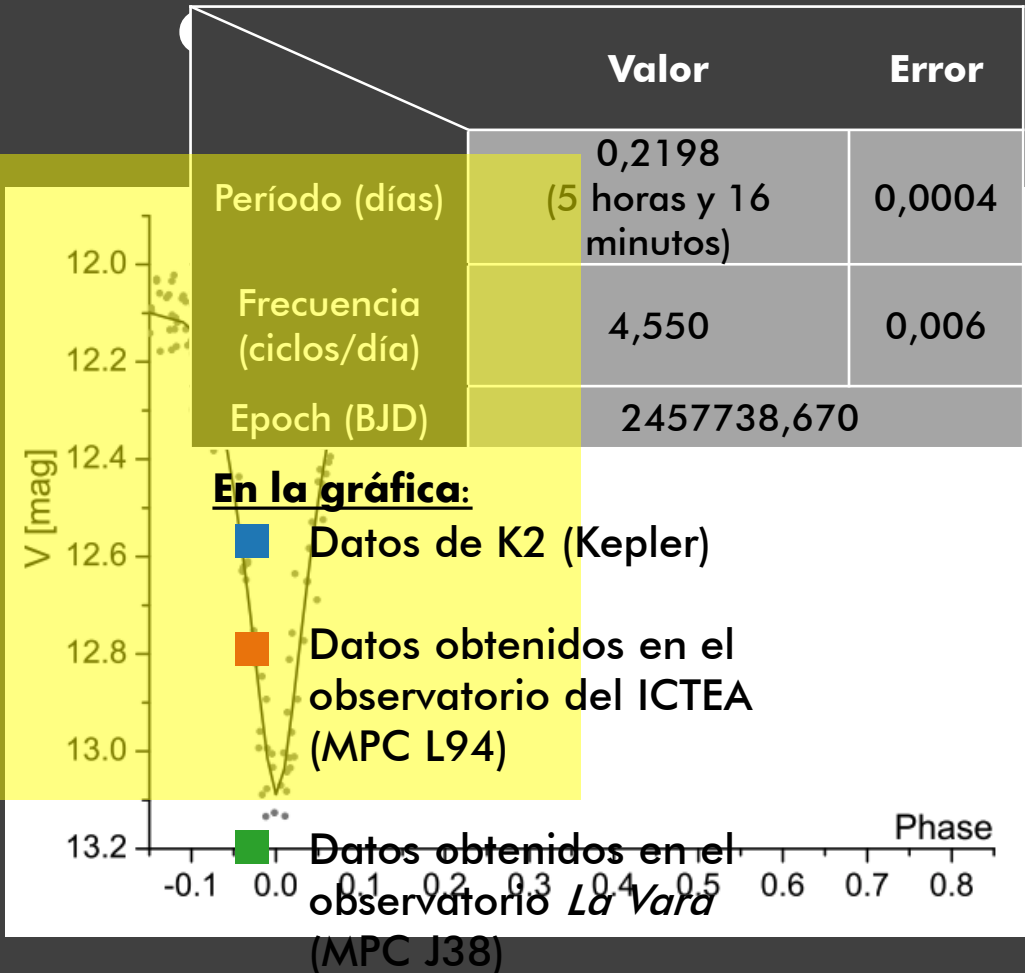 Valor Error
Período (días) 0,2198 (5 horas y 16 minutos) 0,0004
Frecuencia (ciclos/día) 4,550 0,006
Epoch (BJD) 2457738,670
En la gráfica:
Datos de K2 (Kepler)
Datos obtenidos en el
observatorio del ICTEA
(MPC L94)
Datos obtenidos en el
observatorio La Vara
(MPC J38)
V [mag]
12.0
12.2
12.4
12.6
12.8
13.0
13.2
Phase
-0.1 0.0 0.1 0.2 0.3 0.4 0.5 0.6 0.7 0.8